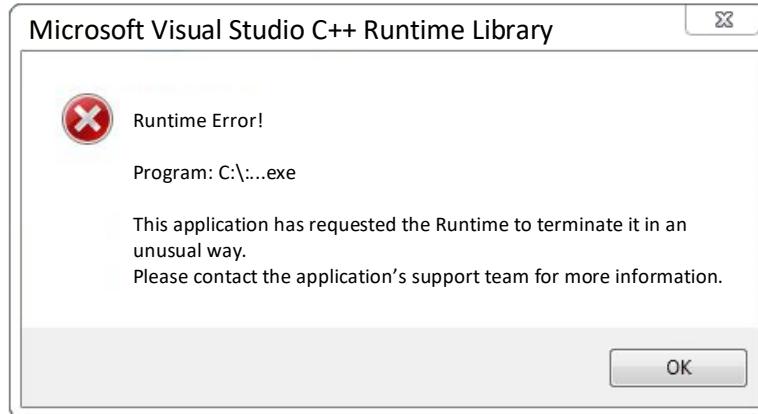 Microsoft Visual Studio C++ Runtime Library
Runtime Error!
Program: C:\:...exe
This application has requested the Runtime to terminate it in an
unusual way.
Please contact the application’s support team for more information.
OK